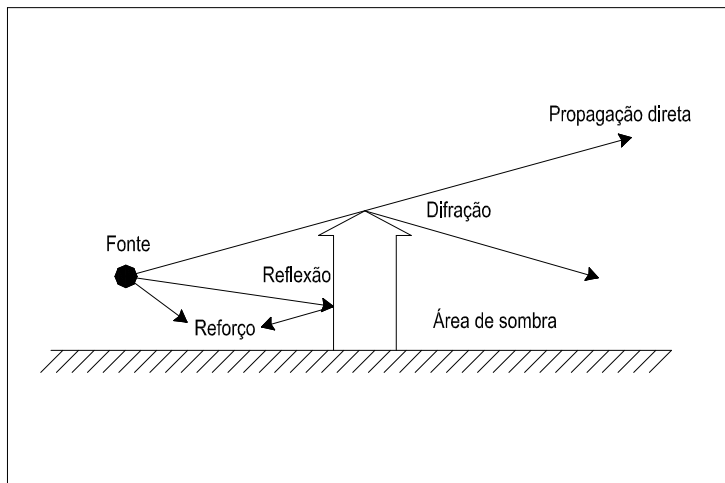 Propagação direta
Difração
Fonte
Reflexão
Reforço
Área de sombra